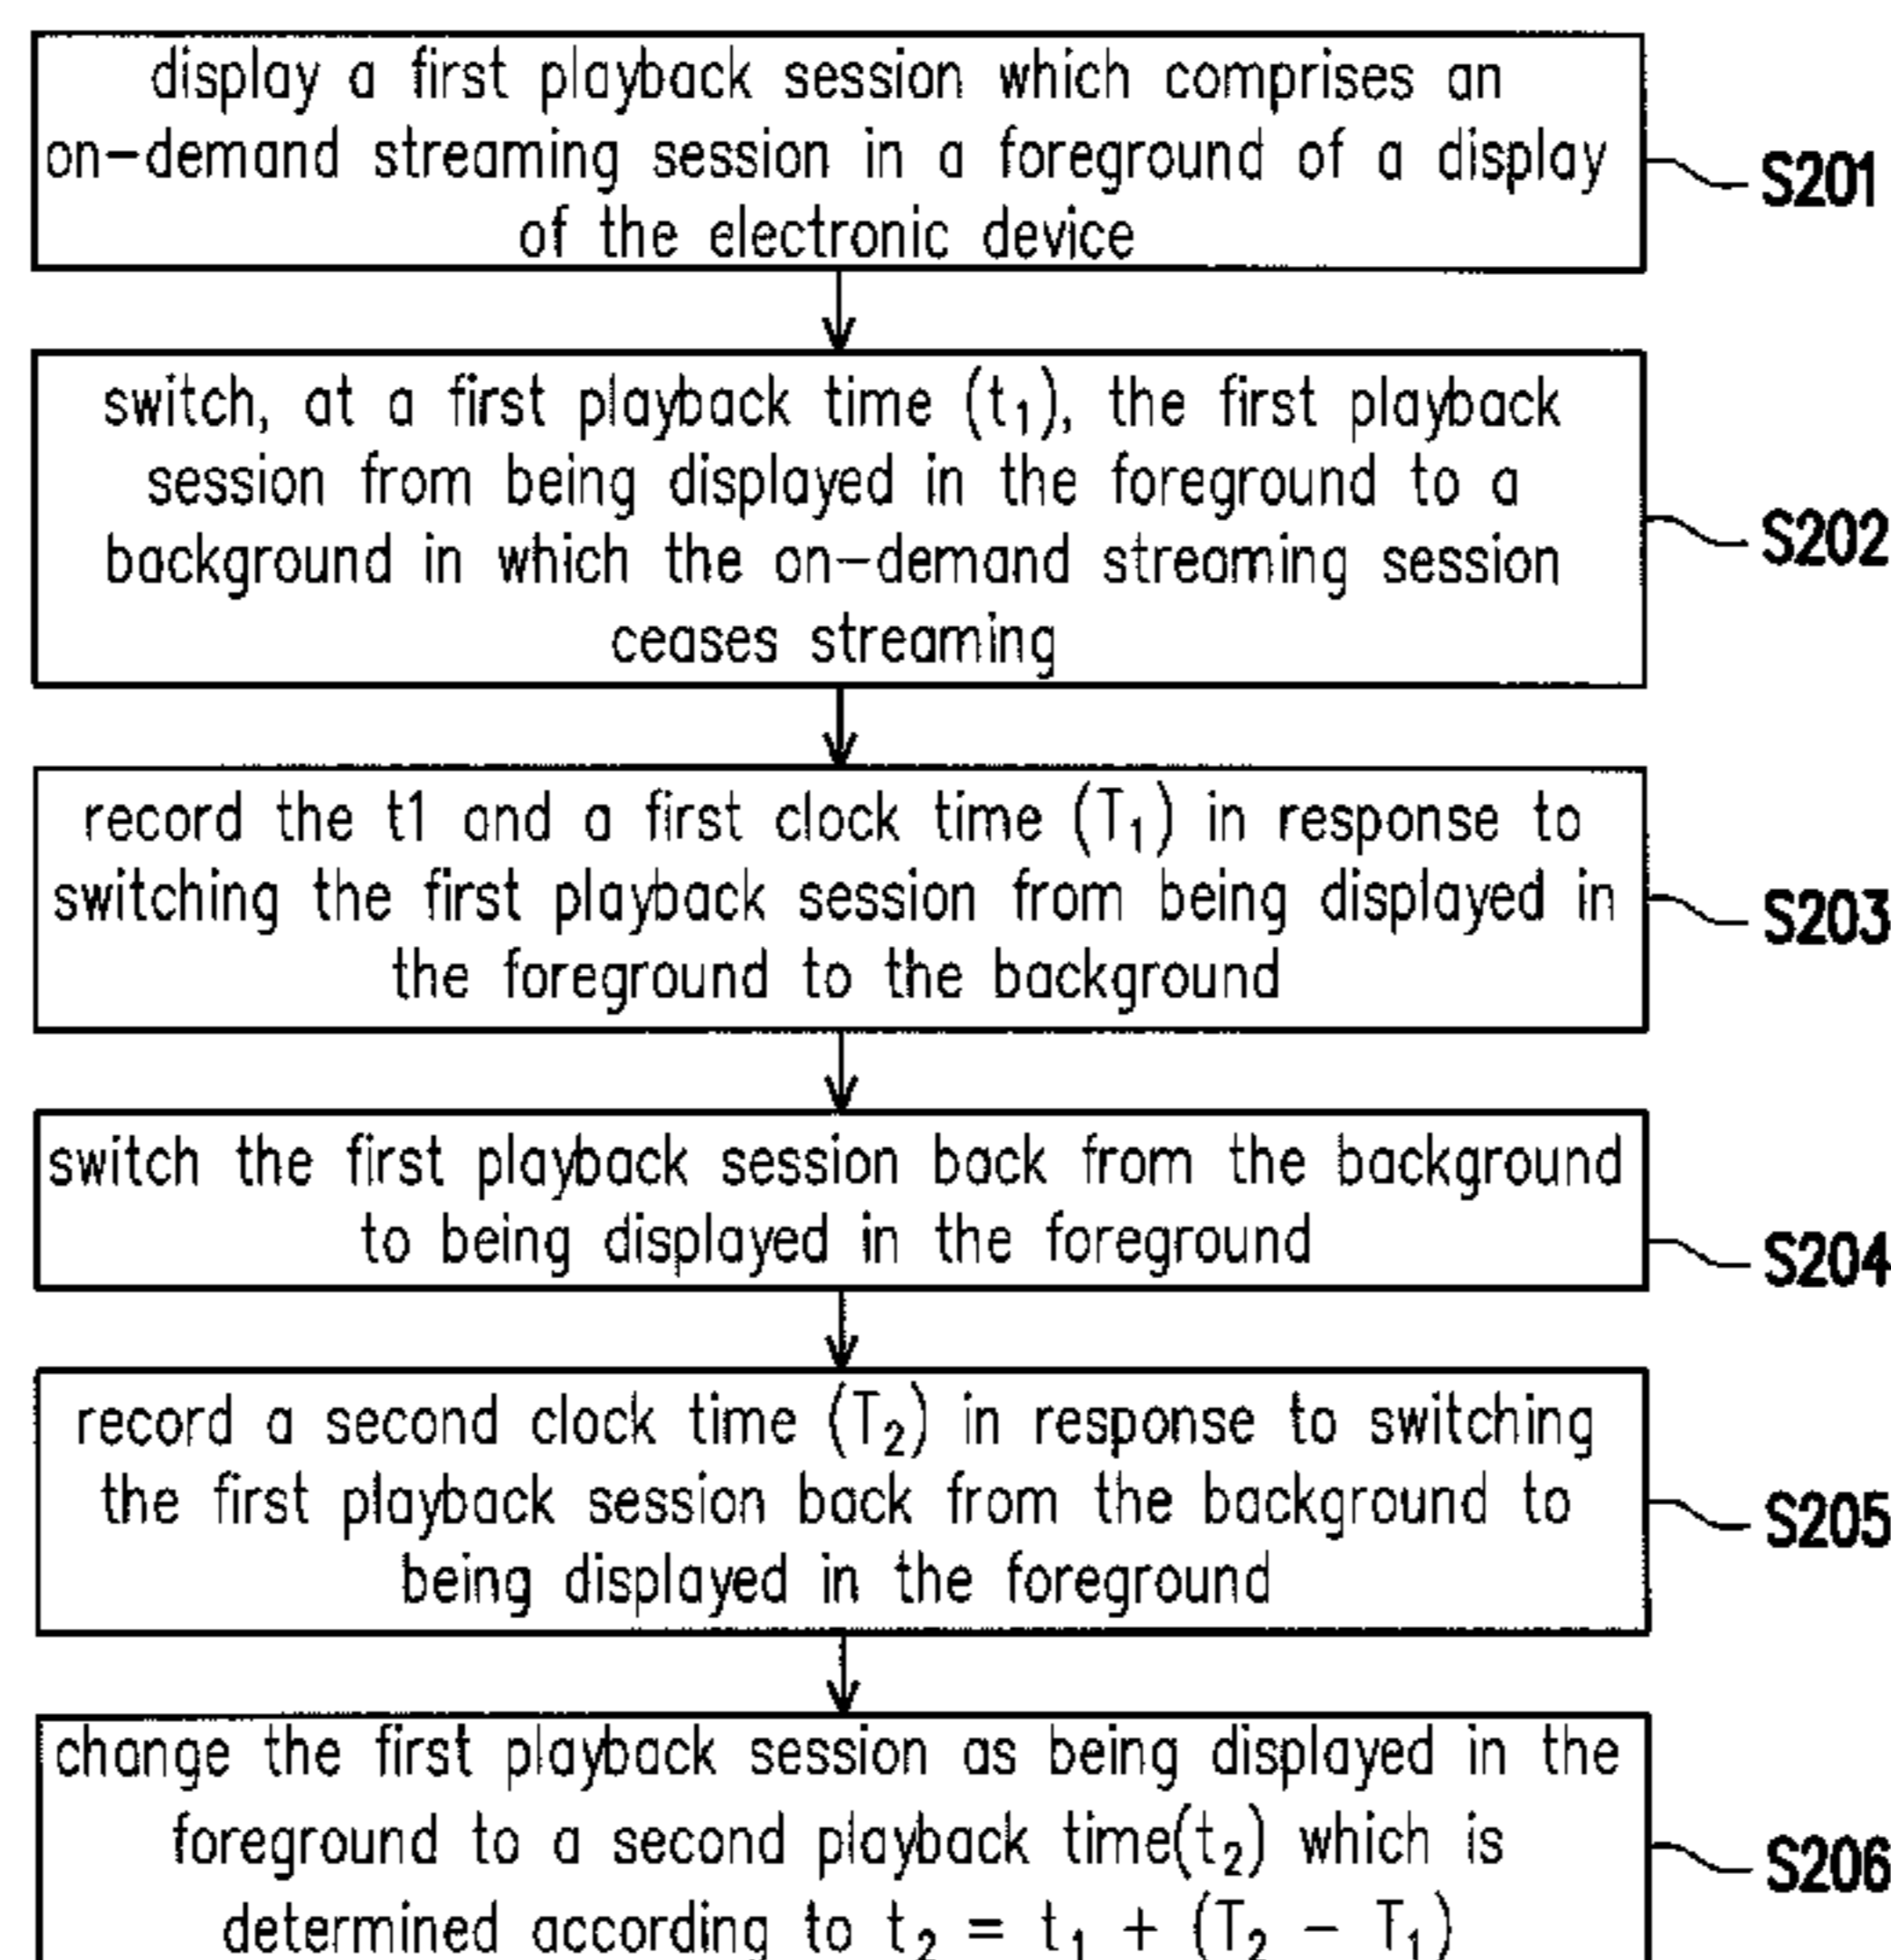 display a first playback session which comprises an
on-demand streaming session in a foreground of a display
of the electronic device
S201
switch, at a first playback time (t₁), the first playback
session from being displayed in the foreground to a
background in which the on-demand streaming session
ceases streaming
S202
record the t1 and a first clock time (T₁) in response to
switching the first playback session from being displayed in
the foreground to the background
S203
switch the first playback session back from the background
to being displayed in the foreground
S204
record a second clock time (T₂) in response to switching
the first playback session back from the background to
being displayed in the foreground
S205
change the first playback session as being displayed in the
foreground to a second playback time(t₂) which is
determined according to t₂ = t₁ + (T₂ - T₁)
S206